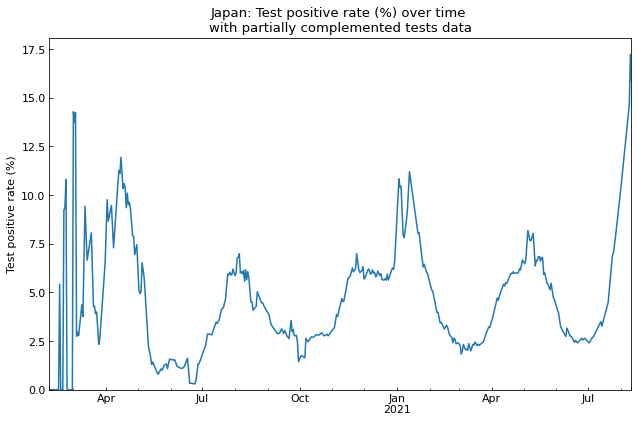 Japan: Test positive rate (%) over time
with partially complemented tests data
Test positive rate (%)
17.5
15.0
12.5
10.0
7.5
5.0
2.5
0.0
Apr
Jul
Oct
Jan
2021
Apr
Jul